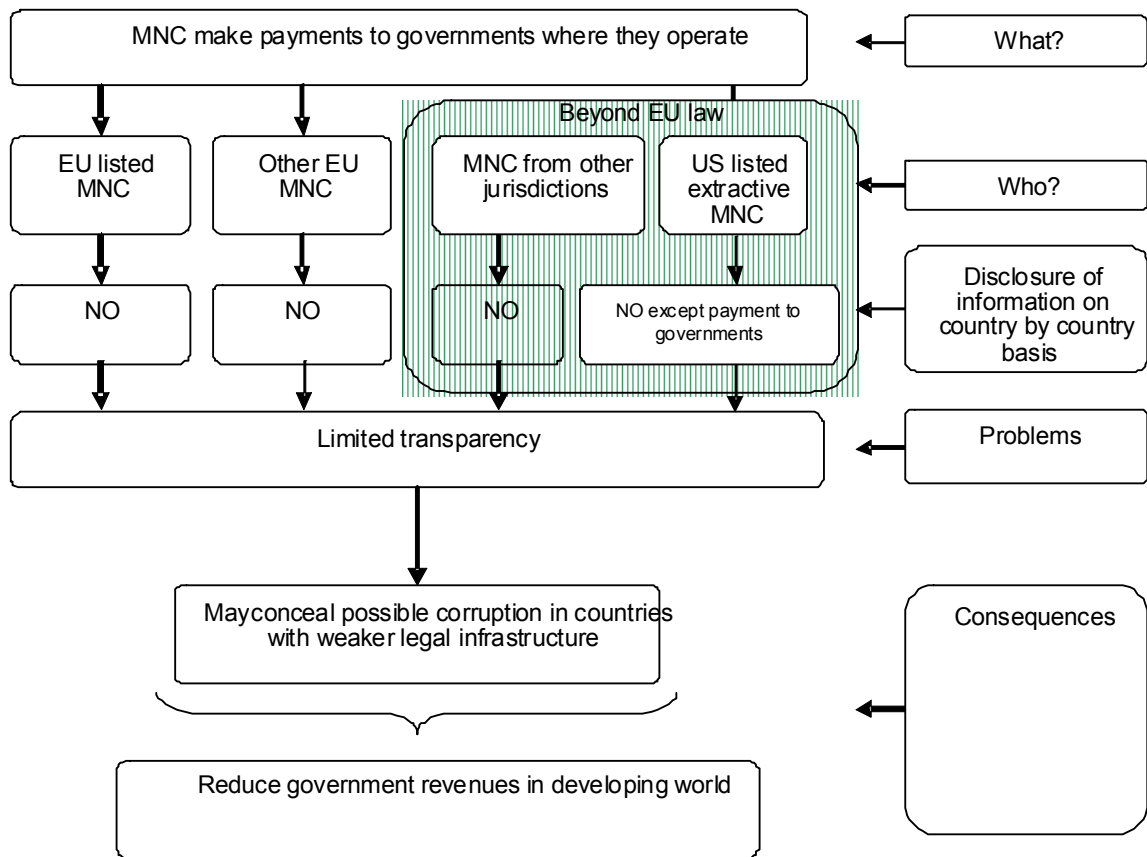 MNC make payments to governments where they operate
What?
Beyond EU law
EU listed
MNC
Other EU
MNC
MNC from other
jurisdictions
US listed
extractive
MNC
Who?
NO
NO
NO
NO except payment to
governments
Disclosure of
information on
country by country
basis
Limited transparency
Problems
Mayconceal possible corruption in countries
with weaker legal infrastructure
Consequences
Reduce government revenues in developing world